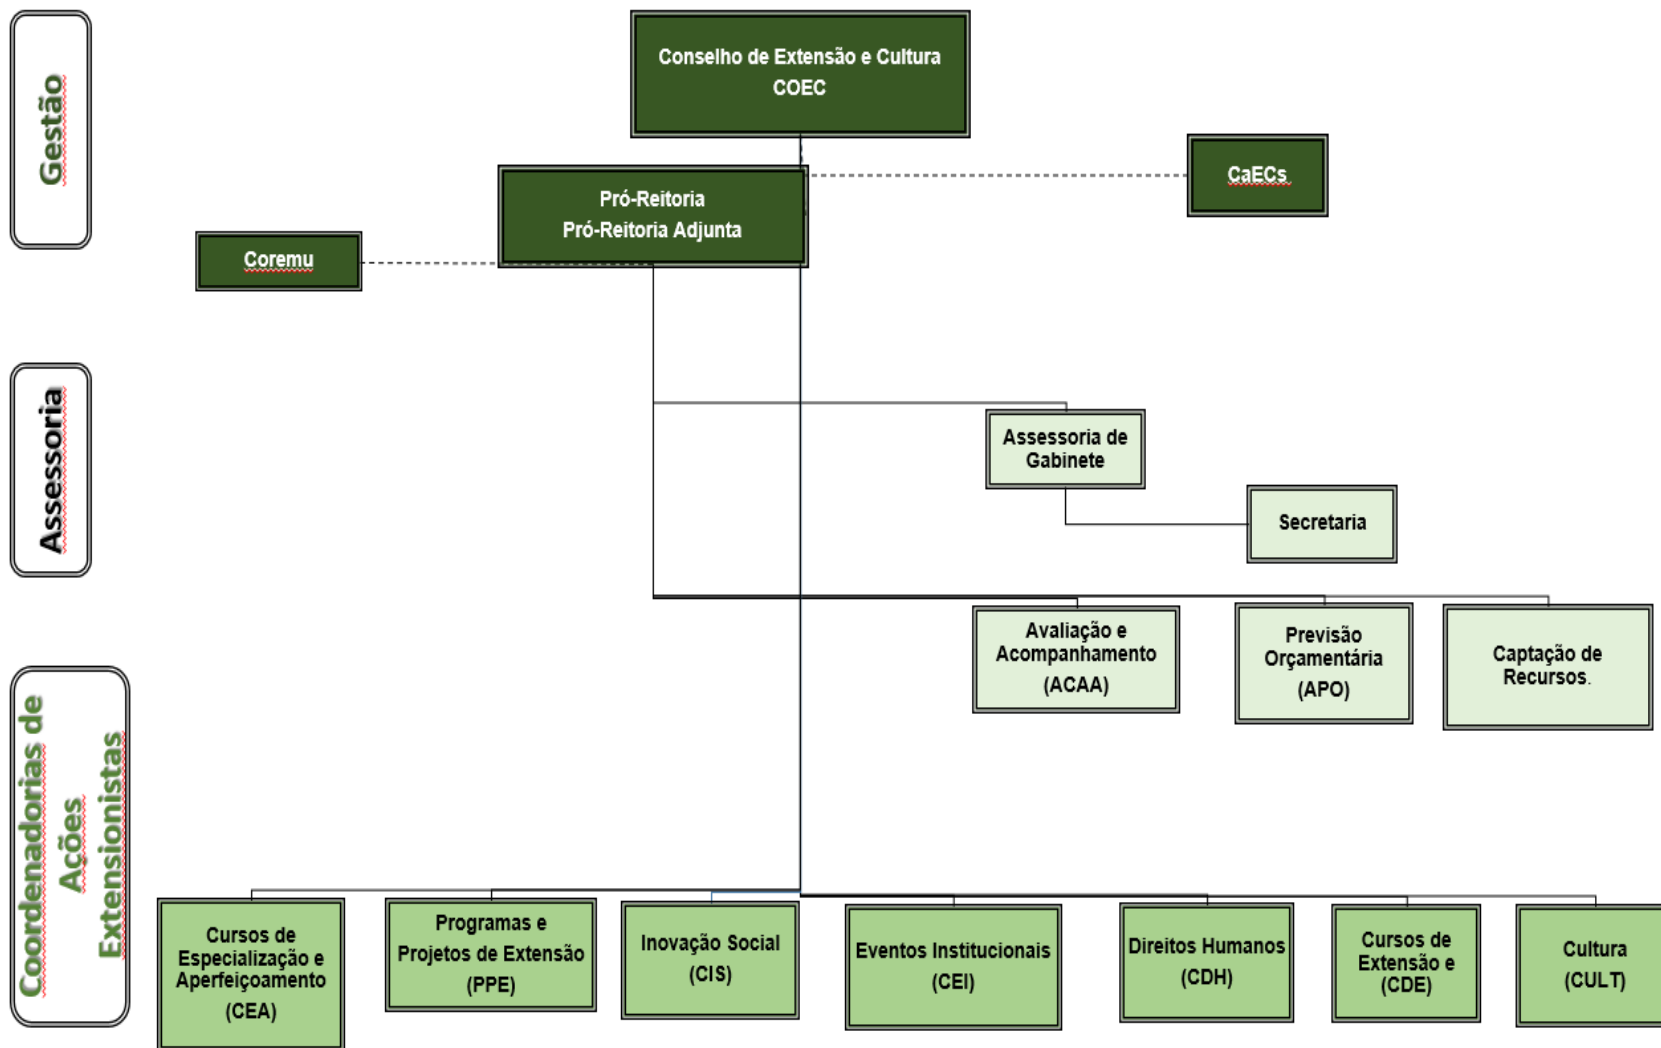 Gestão
Conselho de Extensão e Cultura
COEC
CaECs
Pró-Reitoria
Pró-Reitoria Adjunta
Coremu
Assessoria
Assessoria de
Gabinete
Secretaria
Avaliação e
Acompanhamento
(ACAA)
Previsão
Orçamentária
(APO)
Captação de
Recursos.
Coordenadorias de
Ações
Extensionistas
Cursos de
Especialização e
Aperfeiçoamento
(CEA)
Programas e
Projetos de Extensão
(PPE)
Inovação Social
(CIS)
Eventos Institucionais
(CEI)
Direitos Humanos
(CDH)
Cursos de
Extensão e
(CDE)
Cultura
(CULT)